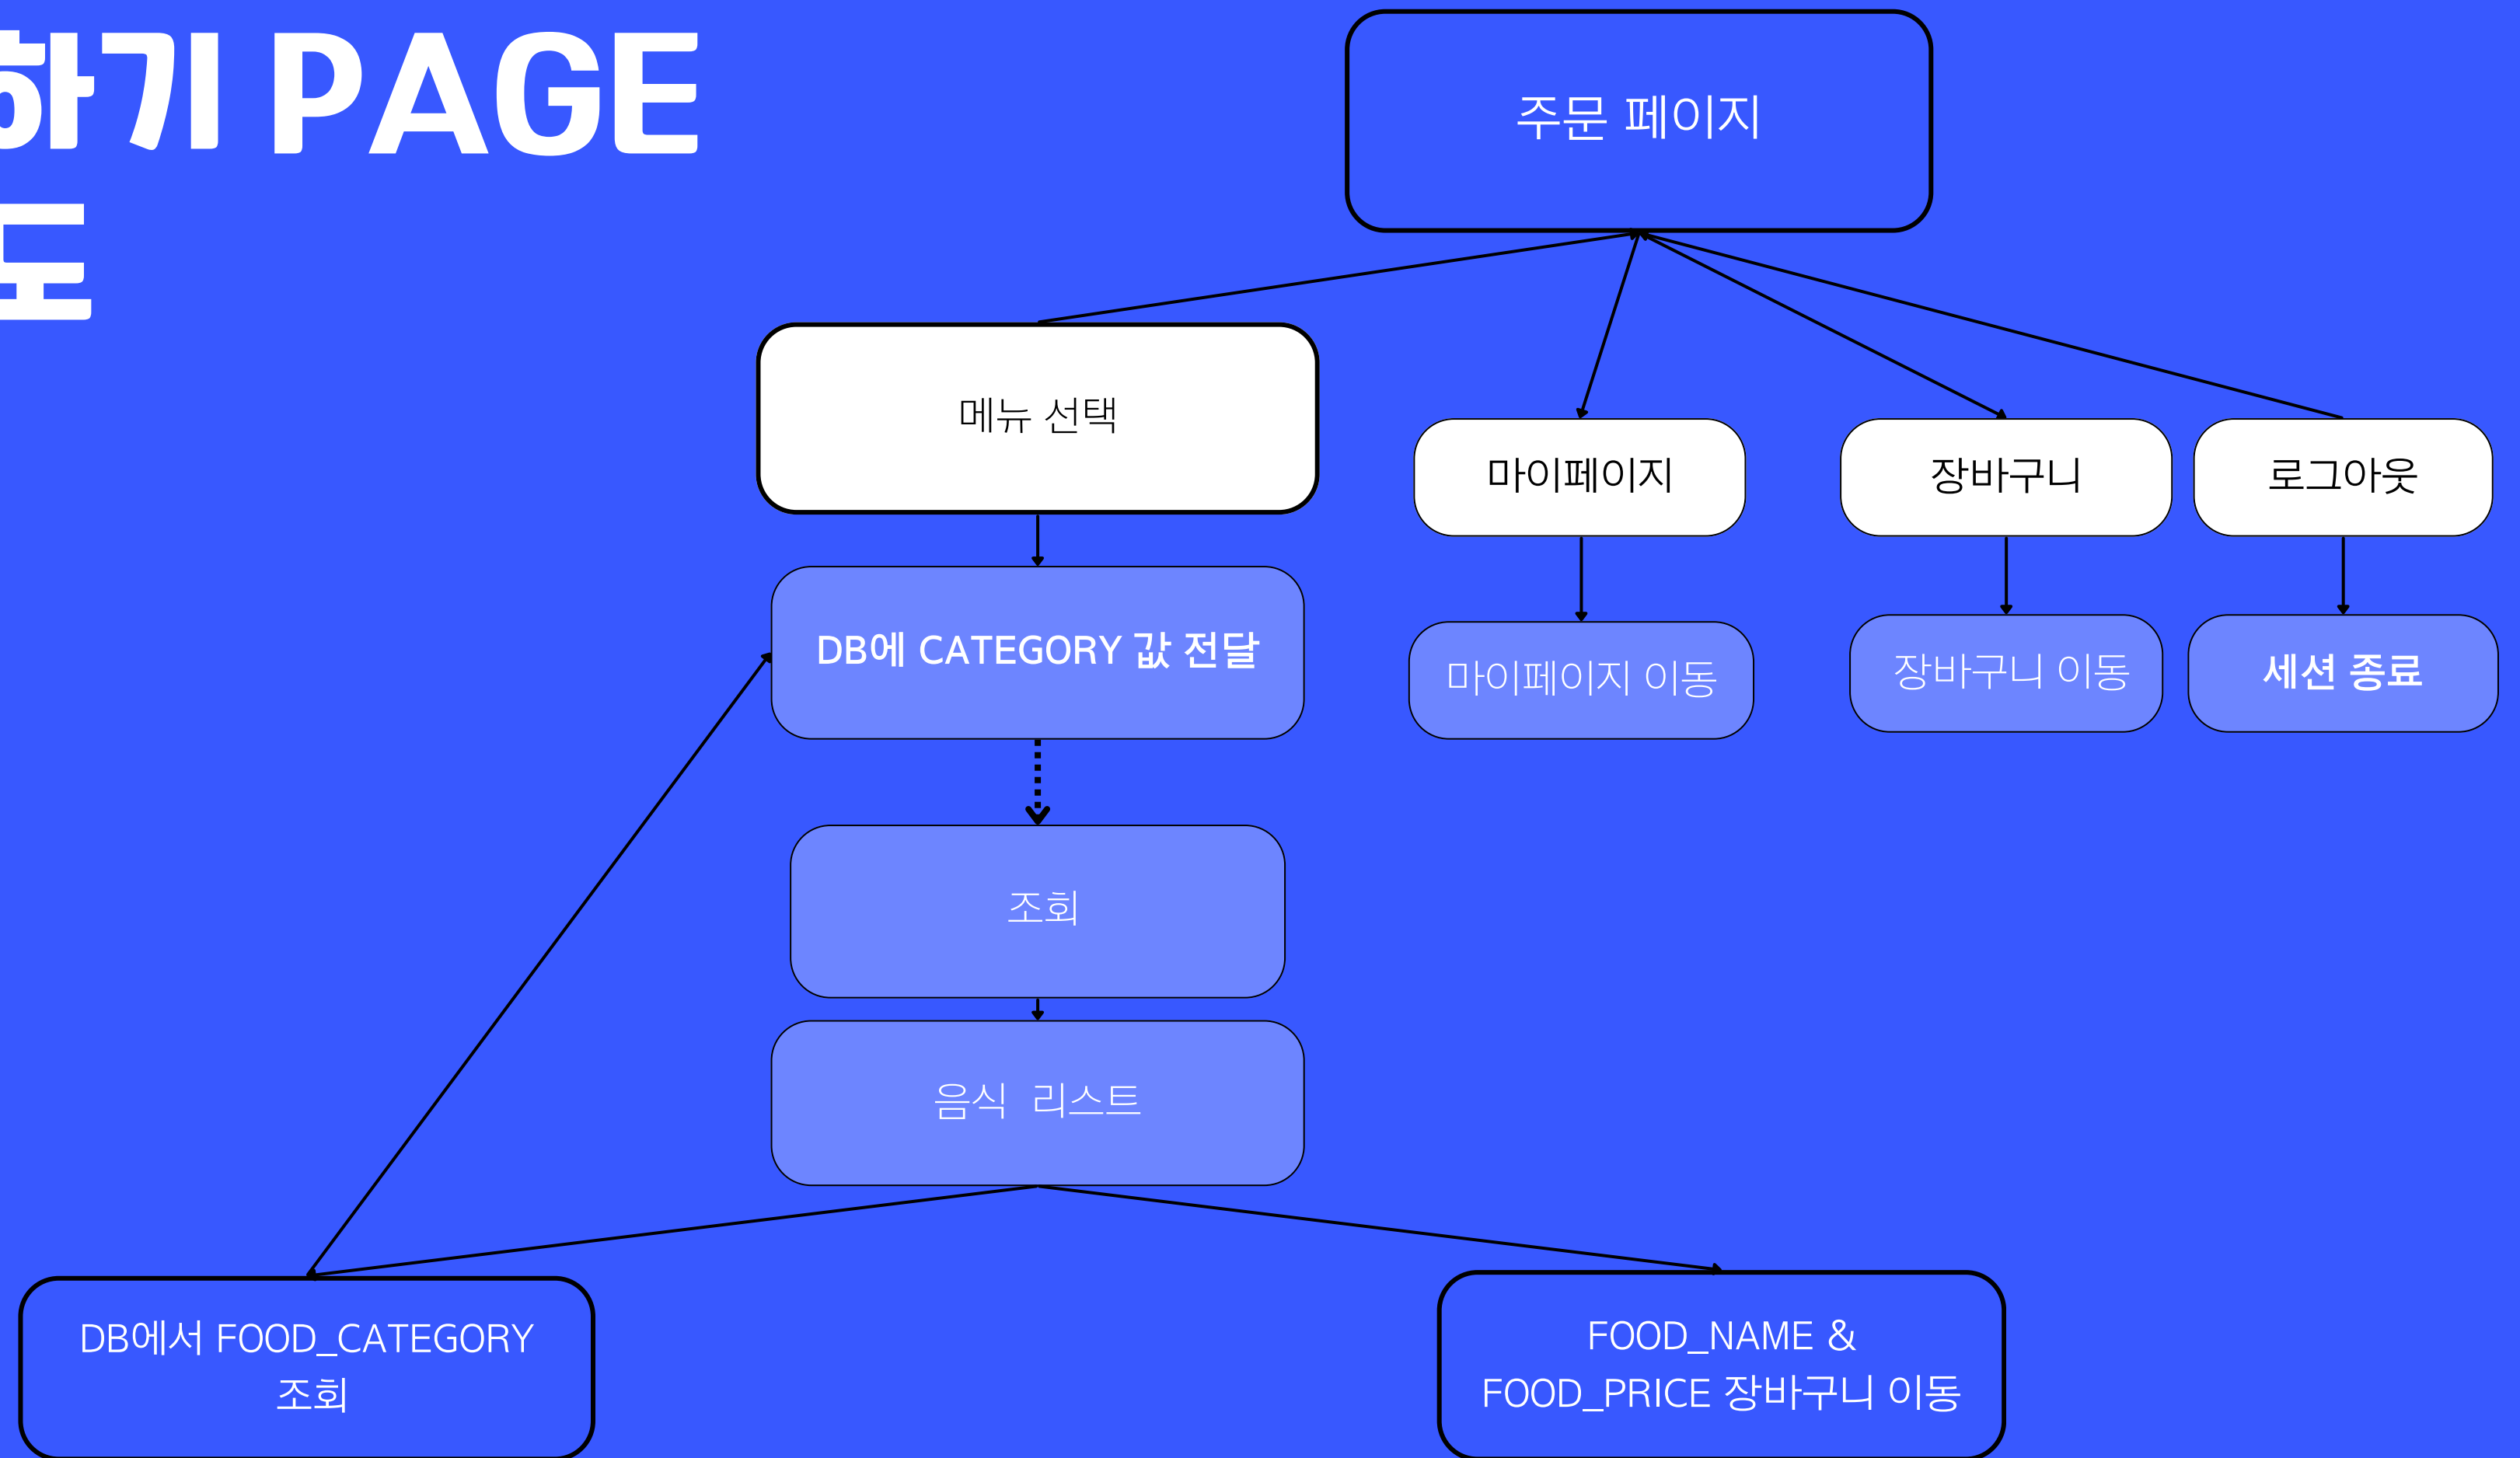 하기 PAGE
도
주문 페이지
메뉴 선택
마이페이지
장바구니
로그아웃
DB에 CATEGORY 값 전달
마이페이지 이동
장바구니 이동
세션 종료
조회
음식 리스트
DB에서 FOOD_CATEGORY
조회
FOOD_NAME &
FOOD_PRICE 장바구니 이동